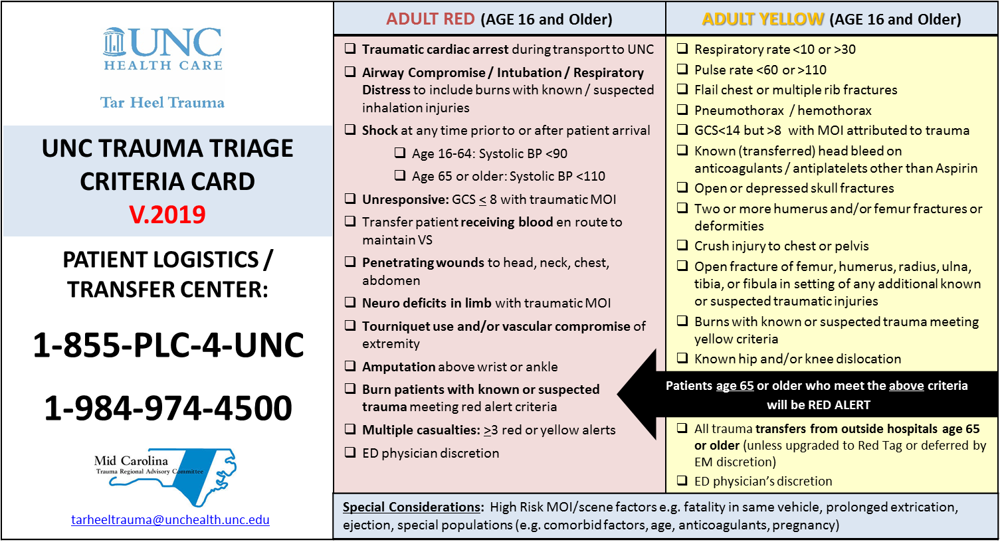 UNC
HEALTH CARE
Tar Heel Trauma
UNC TRAUMA TRIAGE
CRITERIA CARD
V.2019
PATIENT LOGISTICS /
TRANSFER CENTER:
1-855-PLC-4-UNC
1-984-974-4500
Mid Carolina
Trauma Regional Advisory Committee
tarheeltrauma@unchealth.unc.edu
ADULT RED (AGE 16 and Older)
Traumatic cardiac arrest during transport to UNC
Airway Compromise / Intubation / Respiratory
Distress to include burns with known / suspected
inhalation injuries
Shock at any time prior to or after patient arrival
Age 16-64: Systolic BP <90
Age 65 or older: Systolic BP <110
Unresponsive: GCS < 8 with traumatic MOI
Transfer patient receiving blood en route to
maintain VS
Penetrating wounds to head, neck, chest,
abdomen
Neuro deficits in limb with traumatic MOI
Tourniquet use and/or vascular compromise of
extremity
Amputation above wrist or ankle
Burn patients with known or suspected
trauma meeting red alert criteria
Multiple casualties: >3 red or yellow alerts
ED physician discretion
ADULT YELLOW (AGE 16 and Older)
Respiratory rate <10 or >30
Pulse rate <60 or >110
Flail chest or multiple rib fractures
Pneumothorax / hemothorax
GCS<14 but >8 with MOI attributed to trauma
Known (transferred) head bleed on
anticoagulants / antiplatelets other than Aspirin
Open or depressed skull fractures
Two or more humerus and/or femur fractures or
deformities
Crush injury to chest or pelvis
Open fracture of femur, humerus, radius, ulna,
tibia, or fibula in setting of any additional known
or suspected traumatic injuries
Burns with known or suspected trauma meeting
yellow criteria
Known hip and/or knee dislocation
Patients age 65 or older who meet the above criteria
will be RED ALERT
All trauma transfers from outside hospitals age 65
or older (unless upgraded to Red Tag or deferred by
EM discretion)
ED physician's discretion
Special Considerations: High Risk MOI/scene factors e.g. fatality in same vehicle, prolonged extrication,
ejection, special populations (e.g. comorbid factors, age, anticoagulants, pregnancy)